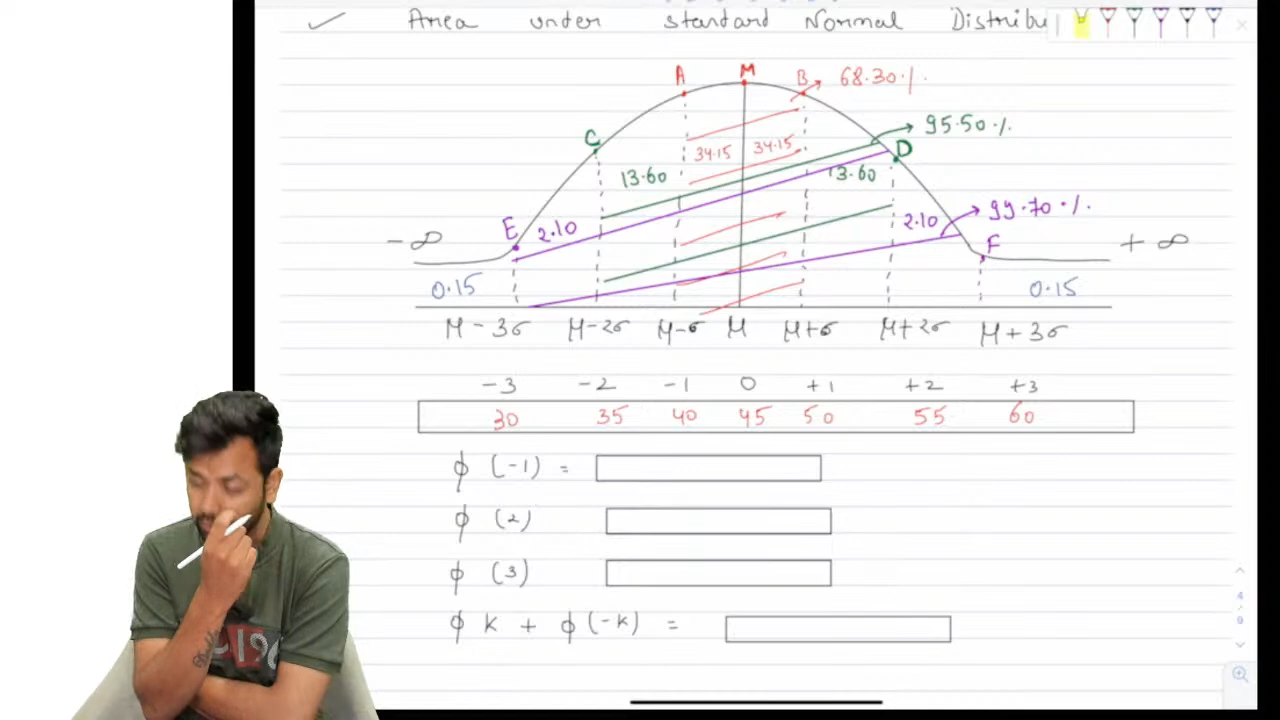 Area under standard Normal Distribu
A M B 68.30%
C 95.50%
34.15 34.15 D
13.60 13.60
E 2.10 2.10 99.70%
F
-∞ +∞
0.15 0.15
μ-3σ μ-2σ μ-σ μ μ+σ μ+2σ μ+3σ
-3 -2 -1 0 +1 +2 +3
30 35 40 45 50 55 60
ϕ (-1) =
ϕ (2)
ϕ (3)
ϕ k + ϕ (-k) =